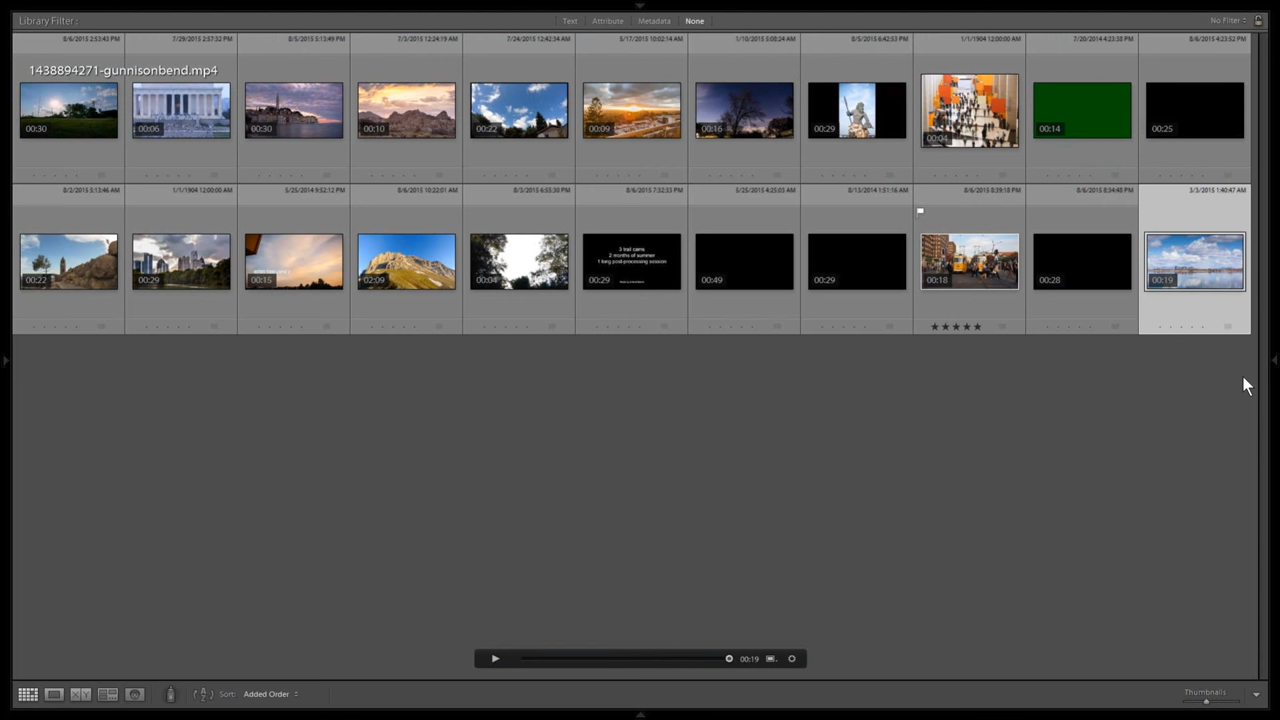 Library Filter:
Text
Attribute
Metadata
None
No Filter
8/6/2015 2:53:43 PM
7/29/2015 2:57:32 PM
8/5/2015 5:13:49 PM
7/3/2015 12:24:19 AM
7/24/2015 12:42:34 AM
5/17/2015 10:02:14 AM
1/10/2015 5:08:24 AM
8/5/2015 6:42:53 PM
1/1/1904 12:00:00 AM
7/20/2014 4:23:38 PM
8/6/2015 4:23:52 PM
1438894271-gunnisonbend.mp4
00:30
00:06
00:30
00:10
00:22
00:09
00:16
00:29
00:04
00:14
00:25
8/2/2015 5:13:46 AM
1/1/1904 12:00:00 AM
5/25/2014 9:52:12 PM
8/6/2015 10:22:01 AM
8/3/2015 6:55:30 PM
8/6/2015 7:32:33 PM
5/25/2015 4:25:03 AM
8/15/2014 1:51:16 AM
8/6/2015 8:39:18 PM
8/6/2015 8:34:48 PM
3/3/2015 1:40:47 AM
3 trail cams
2 months of summer
1 long post-processing session
00:22
00:29
00:15
02:09
00:04
00:29
00:49
00:29
00:18
00:28
00:19
00:19
Sort: Added Order
Thumbnails